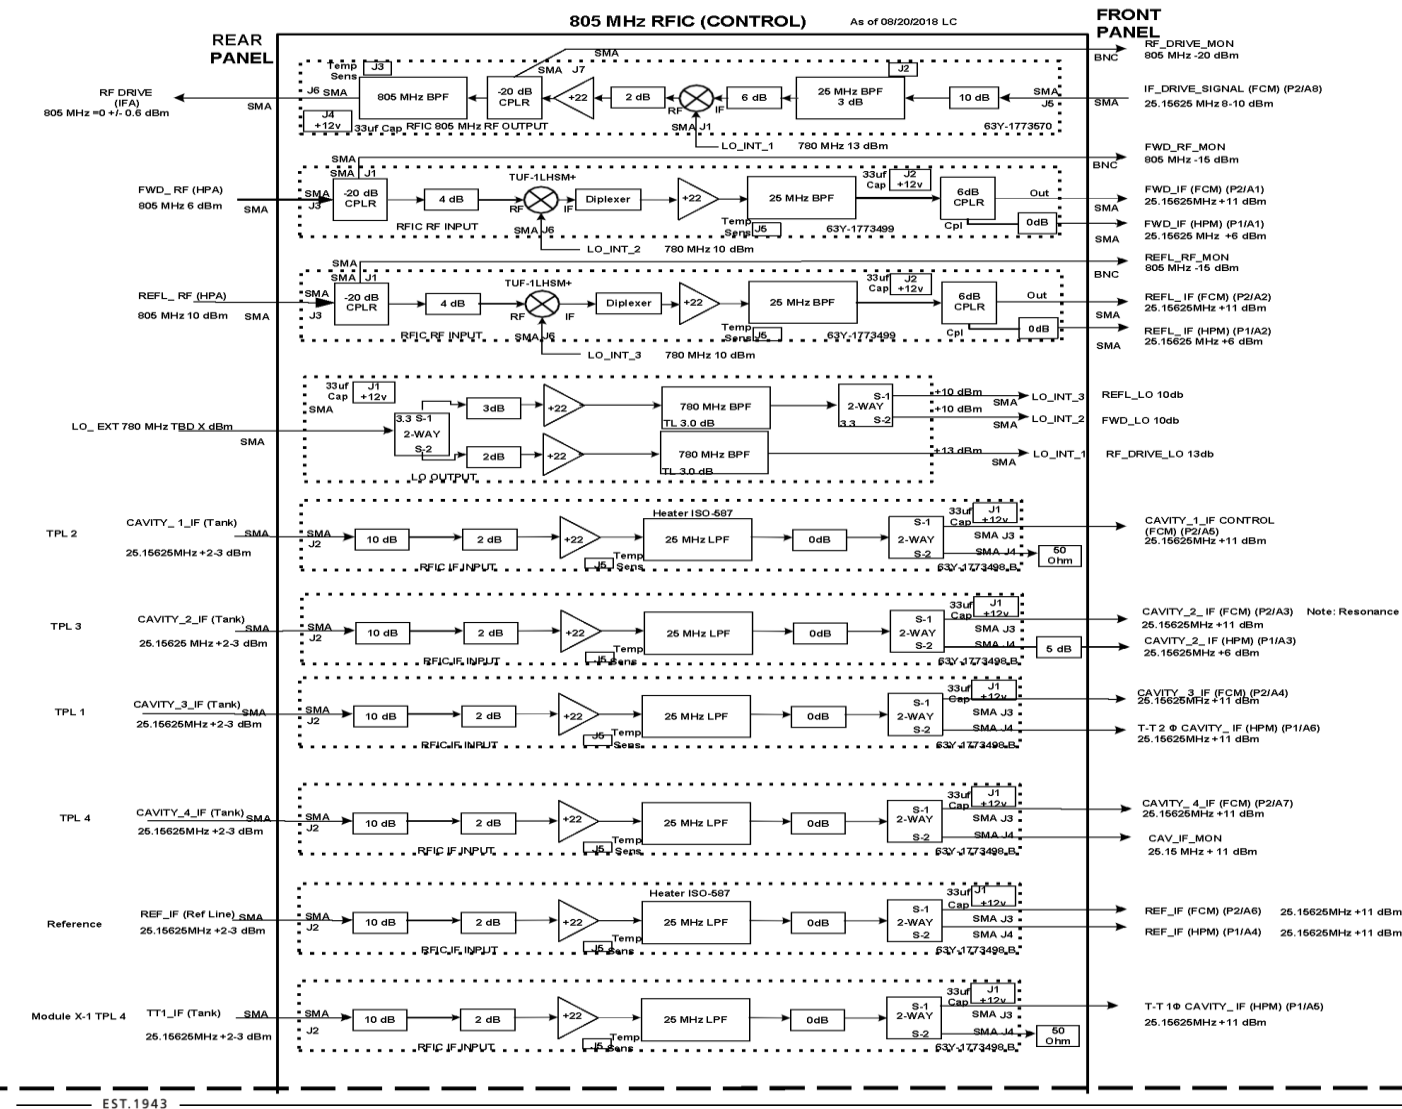 805 MHz RFIC (CONTROL)
As of 08/20/2018 LC
FRONT
PANEL
REAR
PANEL
RF_DRIVE_MON
805 MHz -20 dBm
SMA
BNC
Temp
Sens
J3
SMA J7
J2
J6 SMA
805 MHz BPF
-20 dB
CPLR
+22
2 dB
RF
IF
6 dB
25 MHz BPF
3 dB
10 dB
SMA
J5
SMA
IF_DRIVE_SIGNAL (FCM) (P2/A8)
25.15625 MHz 8-10 dBm
RF DRIVE
(IFA)
805 MHz =0 +/- 0.6 dBm
SMA
J4
+12v
33uf Cap
RFIC 805 MHz RF OUTPUT
SMA J1
63Y-1773570
LO_INT_1 780 MHz 13 dBm
FWD_RF_MON
805 MHz -15 dBm
SMA
BNC
SMA J1
TUF-1LHSM+
33uf
Cap
J2
+12v
FWD_ RF (HPA)
805 MHz 6 dBm
SMA
SMA
J3
-20 dB
CPLR
4 dB
RF
IF
Diplexer
+22
25 MHz BPF
6dB
CPLR
Out
SMA
FWD_IF (FCM) (P2/A1)
25.15625MHz +11 dBm
RFIC RF INPUT
SMA J6
Temp
Sens
J5
63Y-1773499
Cpl
0dB
SMA
FWD_IF (HPM) (P1/A1)
25.15625 MHz +6 dBm
LO_INT_2 780 MHz 10 dBm
REFL_RF_MON
805 MHz -15 dBm
SMA
BNC
J1
TUF-1LHSM+
33uf
Cap
J2
+12v
REFL_ RF (HPA)
805 MHz 10 dBm
SMA
SMA
J3
-20 dB
CPLR
4 dB
RF
IF
Diplexer
+22
25 MHz BPF
6dB
CPLR
Out
SMA
REFL_ IF (FCM) (P2/A2)
25.15625MHz +11 dBm
RFIC RF INPUT
SMA J6
Temp
Sens
J5
63Y-1773499
Cpl
0dB
SMA
REFL_ IF (HPM) (P1/A2)
25.15625 MHz +6 dBm
LO_INT_3 780 MHz 10 dBm
33uf
Cap
J1
+12v
SMA
LO_ EXT 780 MHz TBD X dBm
SMA
3.3 S-1
2-WAY
S-2
3dB
+22
780 MHz BPF
TL 3.0 dB
S-1
2-WAY
S-2
3.3
+10 dBm
SMA
LO_INT_3 REFL_LO 10db
+10 dBm
SMA
LO_INT_2 FWD_LO 10db
2dB
+22
780 MHz BPF
TL 3.0 dB
+13 dBm
SMA
LO_INT_1 RF_DRIVE_LO 13db
LO OUTPUT
TPL 2
CAVITY_ 1_IF (Tank)
25.15625MHz +2-3 dBm
SMA
SMA
J2
10 dB
2 dB
+22
Heater ISO-587
25 MHz LPF
0dB
S-1
2-WAY
S-2
33uf
Cap
J1
+12v
SMA J3
SMA J4
50
Ohm
CAVITY_1_IF CONTROL
(FCM) (P2/A5)
25.15625MHz +11 dBm
RFIC IF INPUT
J5
Temp
Sens
63Y-1773498 B
TPL 3
CAVITY_2_IF (Tank)
25.15625 MHz +2-3 dBm
SMA
SMA
J2
10 dB
2 dB
+22
25 MHz LPF
0dB
S-1
2-WAY
S-2
33uf
Cap
J1
+12v
SMA J3
SMA J4
5 dB
CAVITY_2_ IF (FCM) (P2/A3) Note: Resonance
25.15625MHz +11 dBm
CAVITY_2_ IF (HPM) (P1/A3)
25.15625MHz +6 dBm
RFIC IF INPUT
J5
Temp
Sens
63Y-1773498 B
TPL 1
CAVITY_3_IF (Tank)
25.15625MHz +2-3 dBm
SMA
SMA
J2
10 dB
2 dB
+22
25 MHz LPF
0dB
S-1
2-WAY
S-2
33uf
Cap
J1
+12v
SMA J3
SMA J4
CAVITY_3_IF (FCM) (P2/A4)
25.15625MHz +11 dBm
T-T 2 Φ CAVITY_ IF (HPM) (P1/A6)
25.15625MHz +11 dBm
RFIC IF INPUT
J5
Temp
Sens
63Y-1773498 B
TPL 4
CAVITY_4_IF (Tank)
25.15625MHz +2-3 dBm
SMA
SMA
J2
10 dB
2 dB
+22
25 MHz LPF
0dB
S-1
2-WAY
S-2
33uf
Cap
J1
+12v
SMA J3
SMA J4
CAVITY_ 4_IF (FCM) (P2/A7)
25.15625MHz +11 dBm
CAV_IF_MON
25.15 MHz + 11 dBm
RFIC IF INPUT
J5
Temp
Sens
63Y-1773498 B
Reference
REF_IF (Ref Line)
25.15625MHz +2-3 dBm
SMA
SMA
J2
10 dB
2 dB
+22
Heater ISO-587
25 MHz LPF
0dB
S-1
2-WAY
S-2
33uf
Cap
J1
+12v
SMA J3
SMA J4
REF_IF (FCM) (P2/A6) 25.15625MHz +11 dBm
REF_IF (HPM) (P1/A4) 25.15625MHz +11 dBm
RFIC IF INPUT
J5
Temp
Sens
63Y-1773498 B
Module X-1 TPL 4
TT1_IF (Tank)
25.15625MHz +2-3 dBm
SMA
SMA
J2
10 dB
2 dB
+22
25 MHz LPF
0dB
S-1
2-WAY
S-2
33uf
Cap
J1
+12v
SMA J3
SMA J4
50
Ohm
T-T 1Φ CAVITY_ IF (HPM) (P1/A5)
25.15625MHz +11 dBm
RFIC IF INPUT
J5
Temp
Sens
63Y-1773498 B
EST.1943